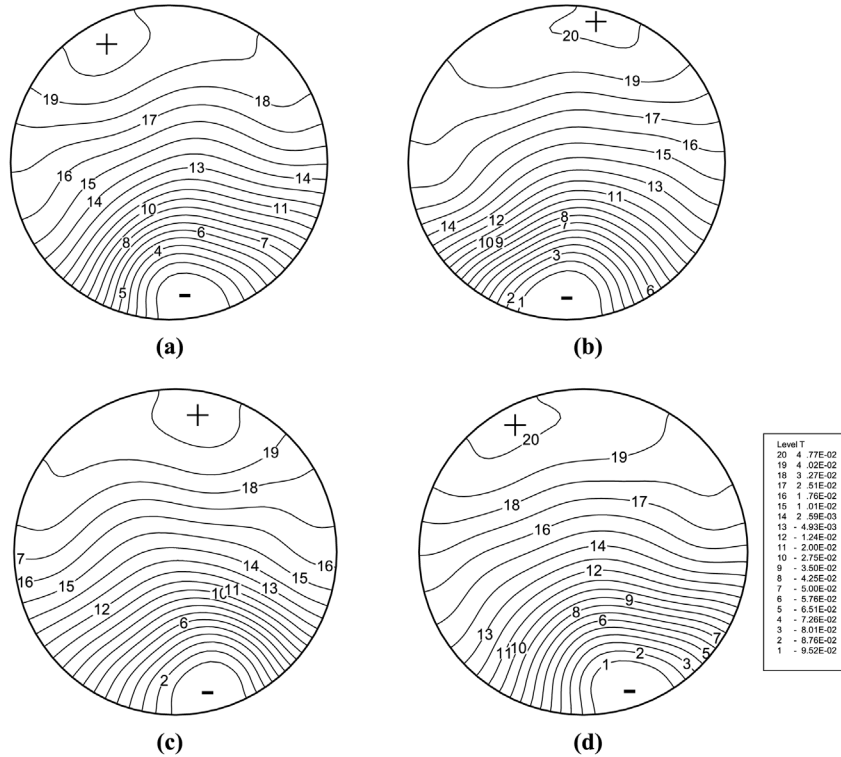 +
20
+
19
18
19
17
17
16
16
15
15
13
14
13
14
11
10
11
14
12
8
6
7
10 9
7
8
4
3
5
6
2
1
-
-
(a)
(b)
+
+
20
19
19
18
18
17
16
7
14
16
14
16
15
15
12
13
10 11
9
12
8
6
6
13
7
11 10
5
2
2
3
1
-
-
(c)
(d)
Level T
20 4 .77E-02
19 4 .02E-02
18 3 .27E-02
17 2 .51E-02
16 1 .76E-02
15 1 .01E-02
14 2 .59E-03
13 - 4.93E-03
12 - 1.24E-02
11 - 2.00E-02
10 - 2.75E-02
9 - 3.50E-02
8 - 4.25E-02
7 - 5.00E-02
6 - 5.76E-02
5 - 6.51E-02
4 - 7.26E-02
3 - 8.01E-02
2 - 8.76E-02
1 - 9.52E-02